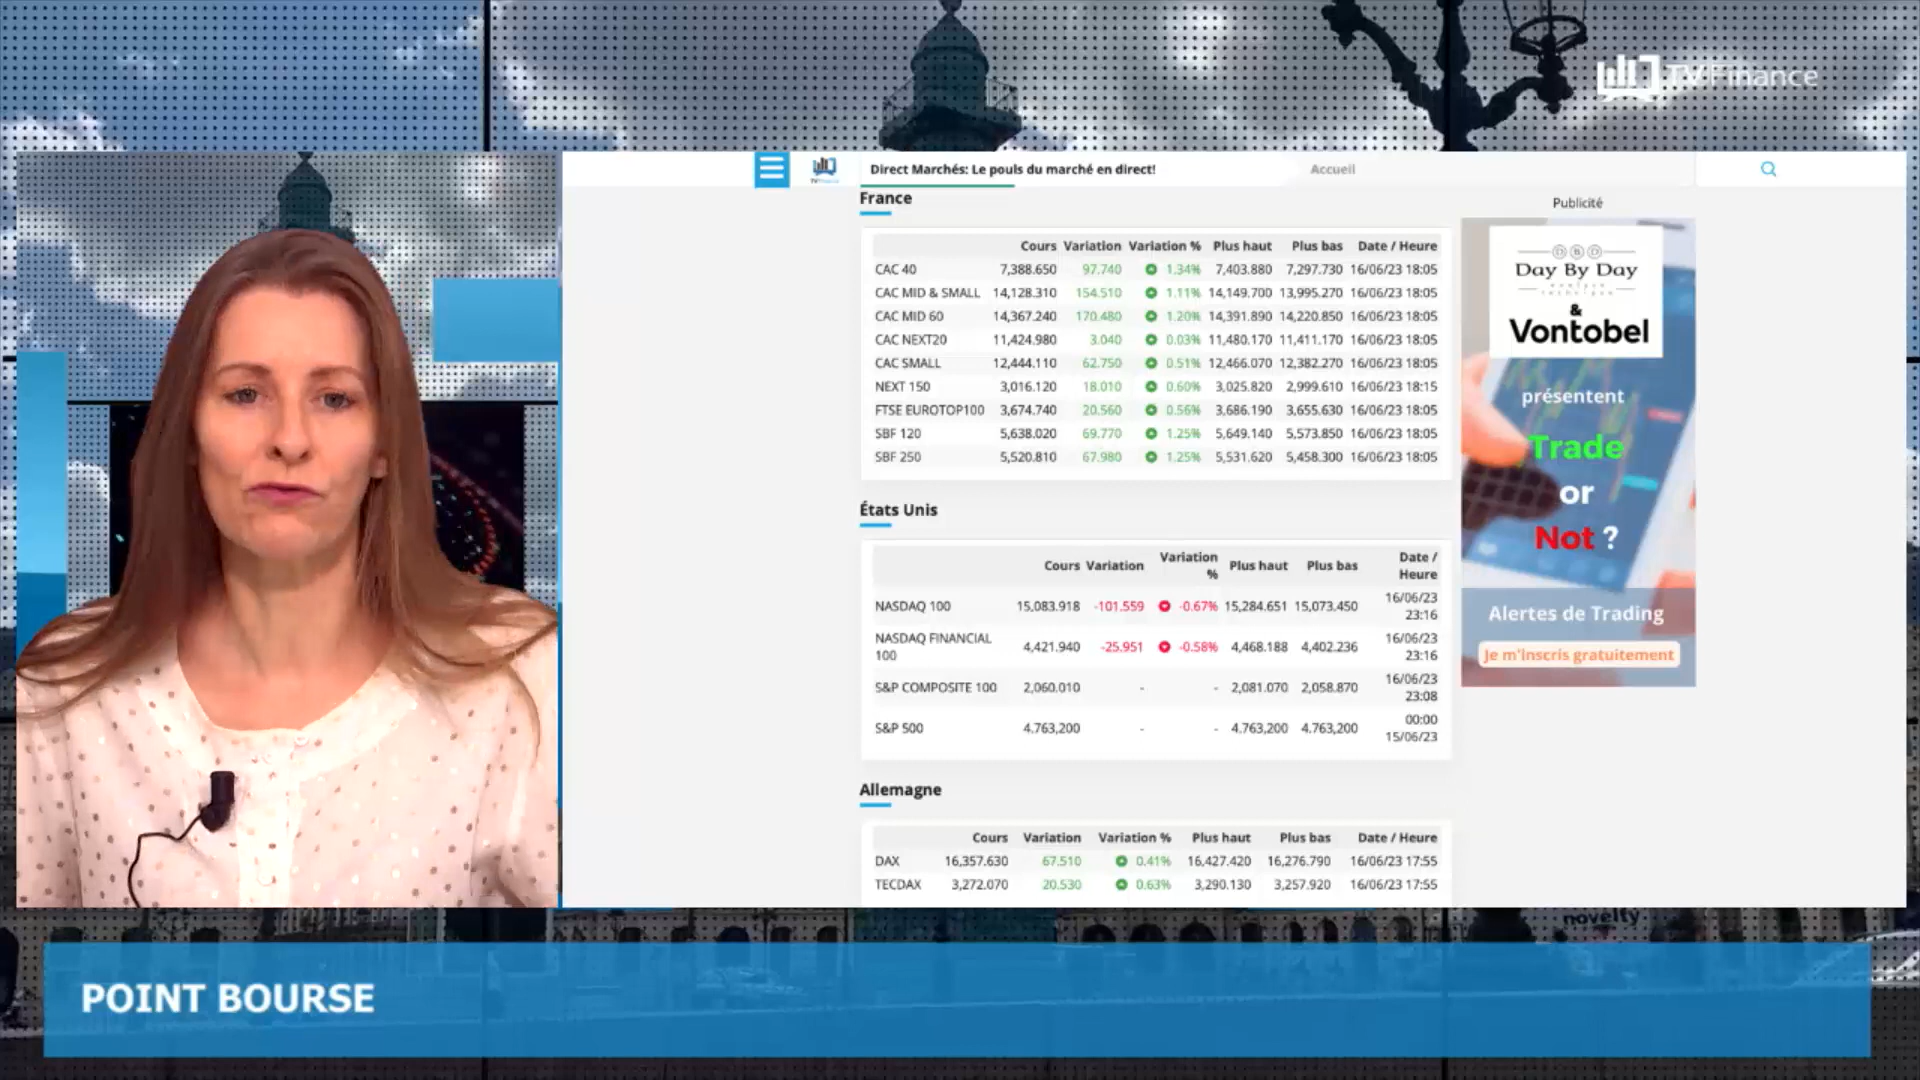 TVFinance
Direct Marchés: Le pouls du marché en direct!
Accueil
France
Cours Variation Variation % Plus haut Plus bas Date / Heure
CAC 40 7,388.650 97.740 1.34% 7,403.880 7,297.730 16/06/23 18:05
CAC MID & SMALL 14,128.310 154.510 1.11% 14,149.700 13,995.270 16/06/23 18:05
CAC MID 60 14,367.240 170.480 1.20% 14,391.890 14,220.850 16/06/23 18:05
CAC NEXT20 11,424.980 3.040 0.03% 11,480.170 11,411.170 16/06/23 18:05
CAC SMALL 12,444.110 62.750 0.51% 12,466.070 12,382.270 16/06/23 18:05
NEXT 150 3,016.120 18.010 0.60% 3,025.820 2,999.610 16/06/23 18:15
FTSE EUROTOP100 3,674.740 20.560 0.56% 3,686.190 3,655.630 16/06/23 18:05
SBF 120 5,638.020 69.770 1.25% 5,649.140 5,573.850 16/06/23 18:05
SBF 250 5,520.810 67.980 1.25% 5,531.620 5,458.300 16/06/23 18:05
États Unis
Cours Variation Variation % Plus haut Plus bas Date / Heure
NASDAQ 100 15,083.918 -101.559 -0.67% 15,284.651 15,073.450 16/06/23 23:16
NASDAQ FINANCIAL 100 4,421.940 -25.951 -0.58% 4,468.188 4,402.236 16/06/23 23:16
S&P COMPOSITE 100 2,060.010 - - 2,081.070 2,058.870 16/06/23 23:08
S&P 500 4.763,200 - - 4.763,200 4.763,200 00:00 15/06/23
Allemagne
Cours Variation Variation % Plus haut Plus bas Date / Heure
DAX 16,357.630 67.510 0.41% 16,427.420 16,276.790 16/06/23 17:55
TECDAX 3,272.070 20.530 0.63% 3,290.130 3,257.920 16/06/23 17:55
Publicité
DBD
Day By Day
& 
Vontobel
présentent
Trade
or
Not ?
Alertes de Trading
Je m'inscris gratuitement
novelty
POINT BOURSE